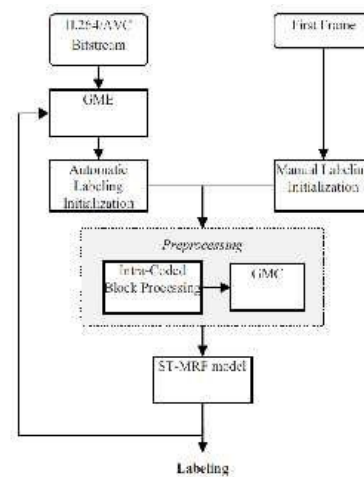 H.264/AVC
Bitstream
First Frame
GME
Automatic
Labeling
Initialization
Manual Labeling
Initialization
Preprocessing
Intra-Coded
Block Processing
GMC
ST-MRF model
Labeling